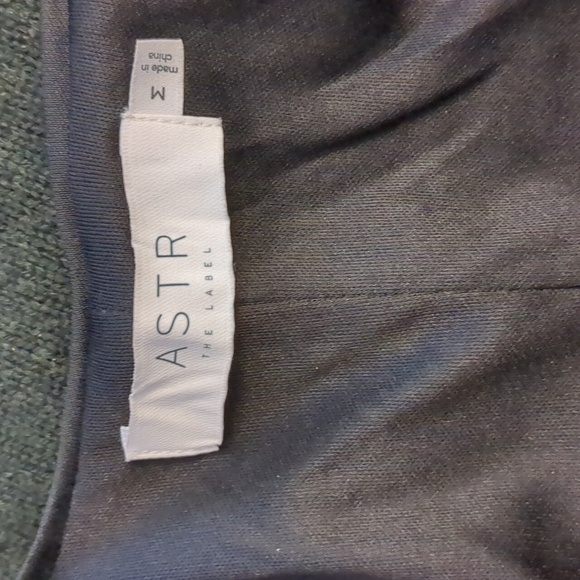 ASTR
THE LABEL
M
made in
china